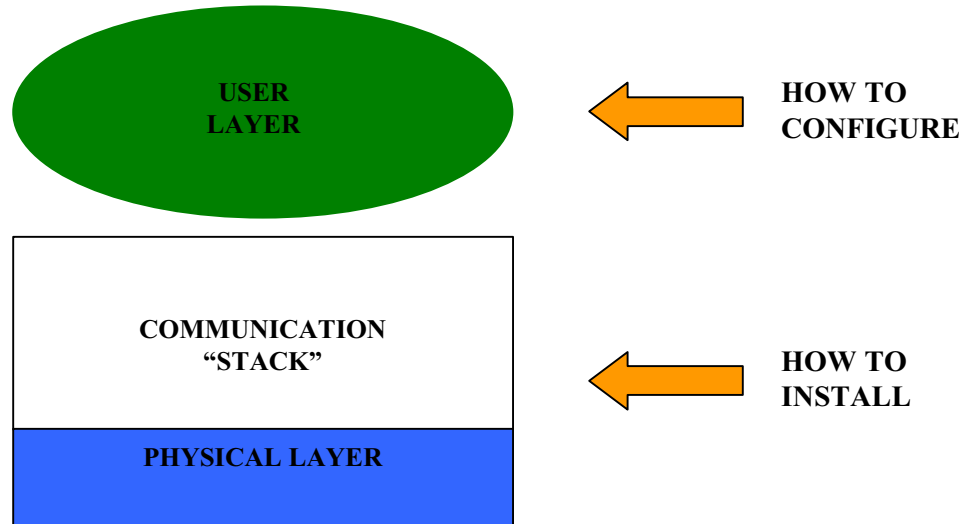 USER
LAYER
HOW TO
CONFIGURE
COMMUNICATION
“STACK”
HOW TO
INSTALL
PHYSICAL LAYER